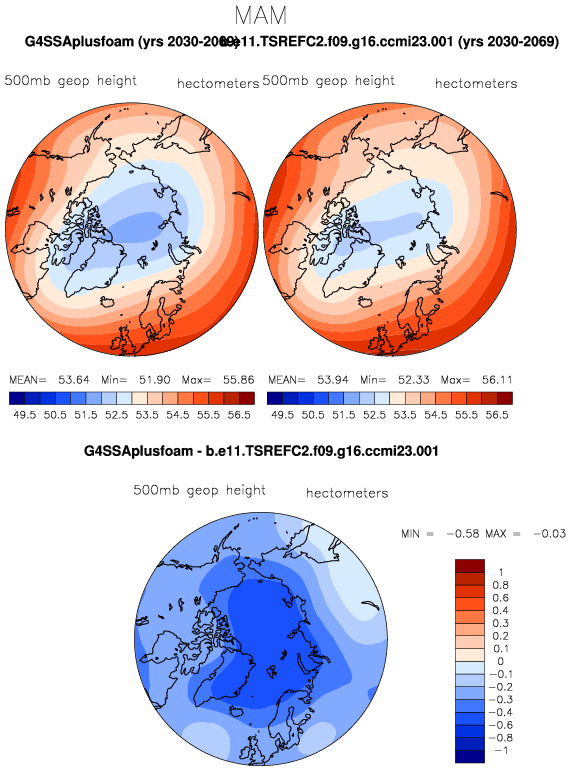 MAM
G4SSAplusfoam (yrs 2030-2069) b.e11.TSREFC2.f09.g16.ccmi23.001 (yrs 2030-2069)
500mb geop height hectometers 500mb geop height hectometers
MEAN= 53.64 Min= 51.90 Max= 55.86 MEAN= 53.94 Min= 52.33 Max= 56.11
49.5 50.5 51.5 52.5 53.5 54.5 55.5 56.5 49.5 50.5 51.5 52.5 53.5 54.5 55.5 56.5
G4SSAplusfoam - b.e11.TSREFC2.f09.g16.ccmi23.001
500mb geop height hectometers
MIN = -0.58 MAX = -0.03
1
0.8
0.6
0.4
0.3
0.2
0.1
0
-0.1
-0.2
-0.3
-0.4
-0.6
-0.8
-1